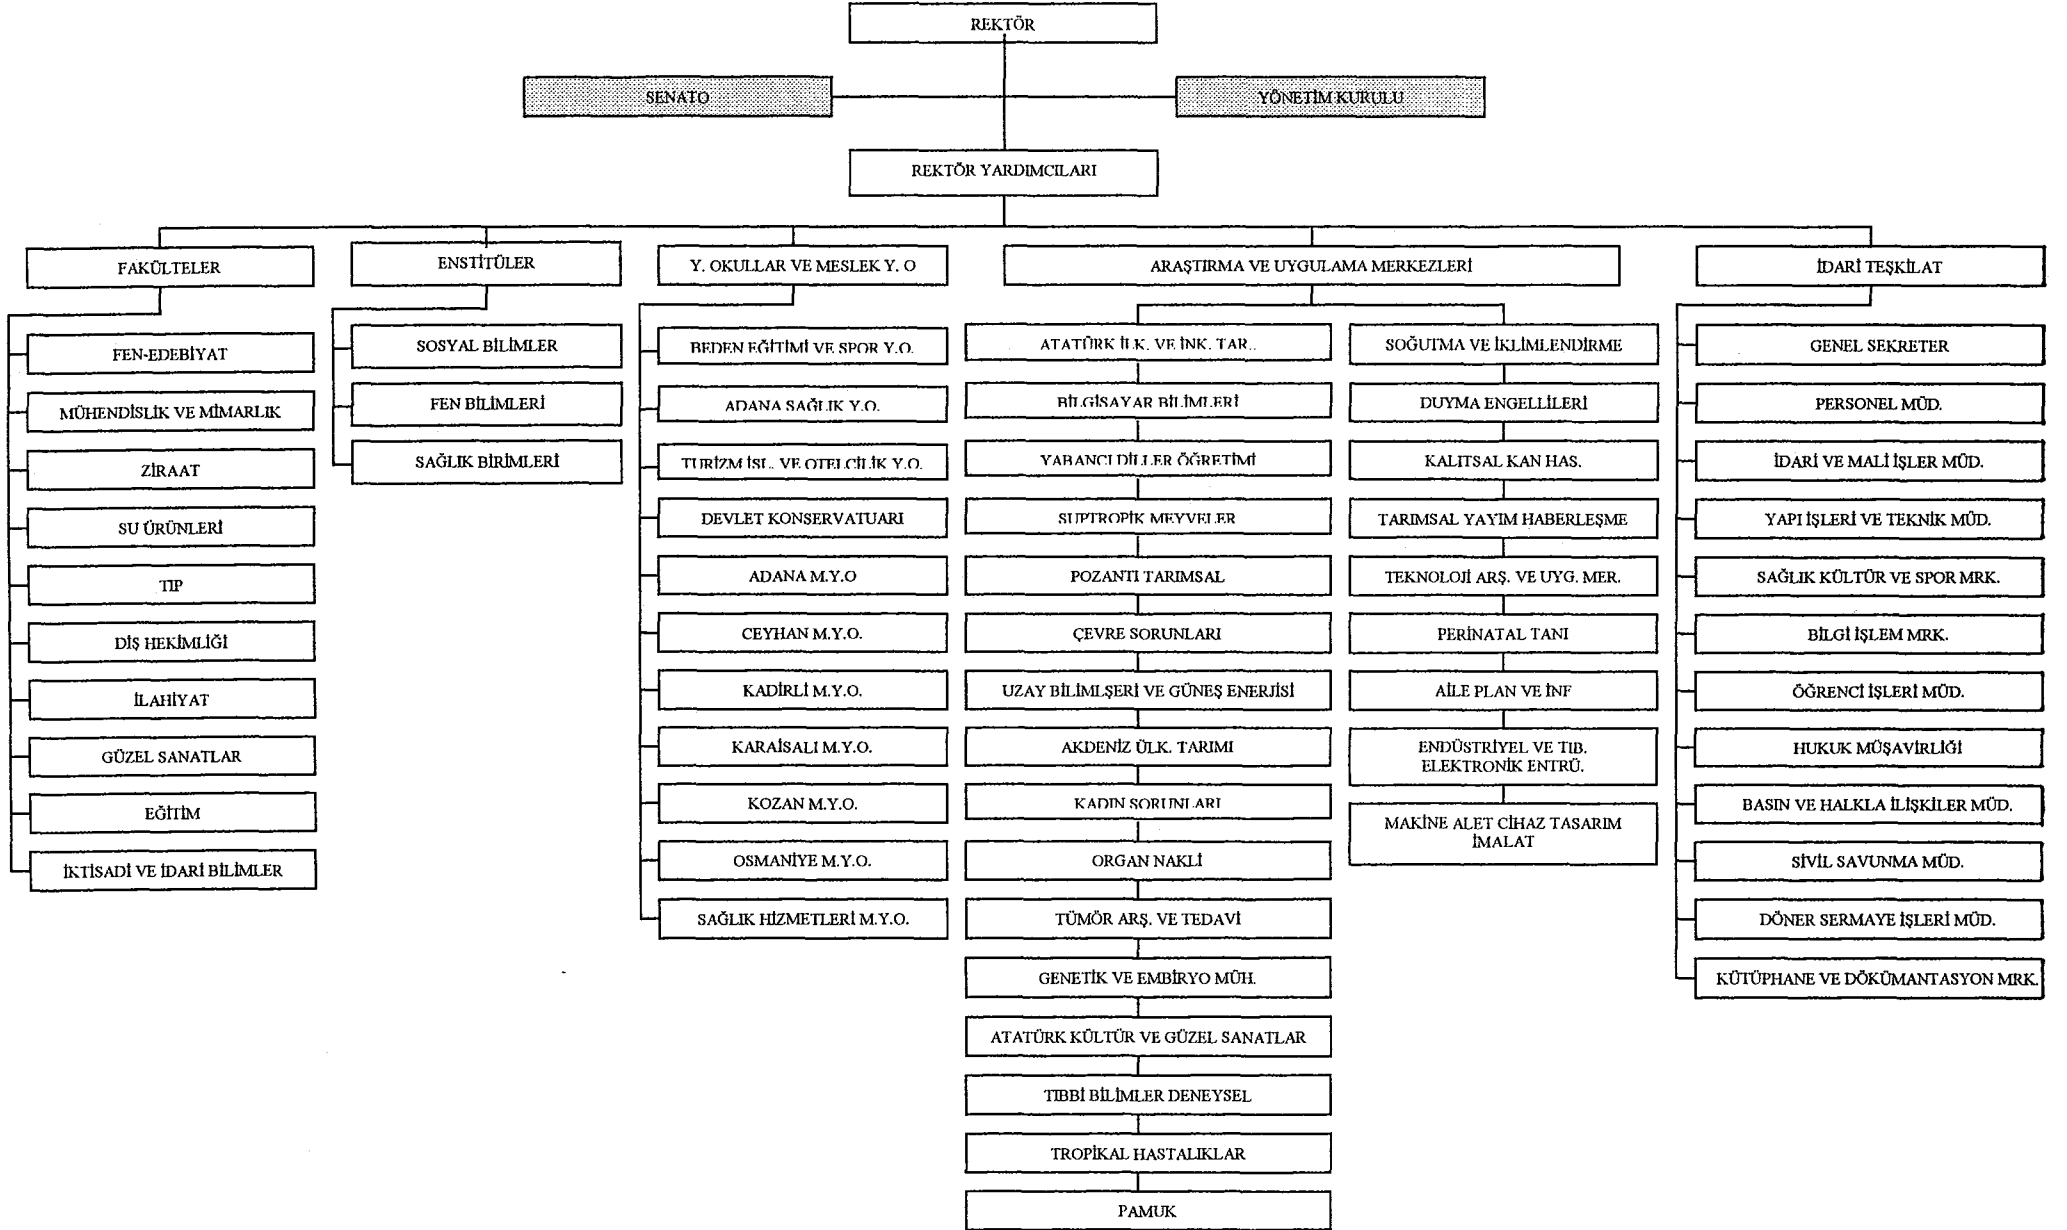 REKTÖR
SENATO
YÖNETİM KURULU
REKTÖR YARDIMCILARI
FAKÜLTELER
FEN-EDEBİYAT
MÜHENDİSLİK VE MİMARLIK
ZİRAAT
SU ÜRÜNLERİ
TIP
DİŞ HEKİMLİĞİ
İLAHİYAT
GÜZEL SANATLAR
EĞİTİM
İKTİSADİ VE İDARİ BİLİMLER
ENSTİTÜLER
SOSYAL BİLİMLER
FEN BİLİMLERİ
SAĞLIK BİRİMLERİ
Y. OKULLAR VE MESLEK Y. O
BEDEN EĞİTİMİ VE SPOR Y.O.
ADANA SAĞLIK Y.O.
TURİZM İŞL. VE OTELCİLİK Y.O.
DEVLET KONSERVATUARI
ADANA M.Y.O
CEYHAN M.Y.O.
KADİRLİ M.Y.O.
KARAİSALI M.Y.O.
KOZAN M.Y.O.
OSMANİYE M.Y.O.
SAĞLIK HİZMETLERİ M.Y.O.
ARAŞTIRMA VE UYGULAMA MERKEZLERİ
ATATÜRK İLK. VE İNK. TAR..
BİLGİSAYAR BİLİMLERİ
YABANCI DİLLER ÖĞRETİMİ
SUPTROPİK MEYVELER
POZANTI TARIMSAL
ÇEVRE SORUNLARI
UZAY BİLİMLŞERİ VE GÜNEŞ ENERJİSİ
AKDENİZ ÜLK. TARIMI
KADIN SORUNLARI
ORGAN NAKLİ
TÜMÖR ARŞ. VE TEDAVİ
GENETİK VE EMBİRYO MÜH.
ATATÜRK KÜLTÜR VE GÜZEL SANATLAR
TIBBİ BİLİMLER DENEYSEL
TROPİKAL HASTALIKLAR
PAMUK
SOĞUTMA VE İKLİMLENDİRME
DUYMA ENGELLİLERİ
KALITSAL KAN HAS.
TARIMSAL YAYIM HABERLEŞME
TEKNOLOJİ ARŞ. VE UYG. MER.
PERİNATAL TANI
AİLE PLAN VE İNF
ENDÜSTRİYEL VE TIB.
ELEKTRONİK ENTRÜ.
MAKİNE ALET CİHAZ TASARIM
İMALAT
İDARİ TEŞKİLAT
GENEL SEKRETER
PERSONEL MÜD.
İDARİ VE MALİ İŞLER MÜD.
YAPI İŞLERİ VE TEKNİK MÜD.
SAĞLIK KÜLTÜR VE SPOR MRK.
BİLGİ İŞLEM MRK.
ÖĞRENCİ İŞLERİ MÜD.
HUKUK MÜŞAVİRLİĞİ
BASIN VE HALKLA İLİŞKİLER MÜD.
SİVİL SAVUNMA MÜD.
DÖNER SERMAYE İŞLERİ MÜD.
KÜTÜPHANE VE DÖKÜMANTASYON MRK.